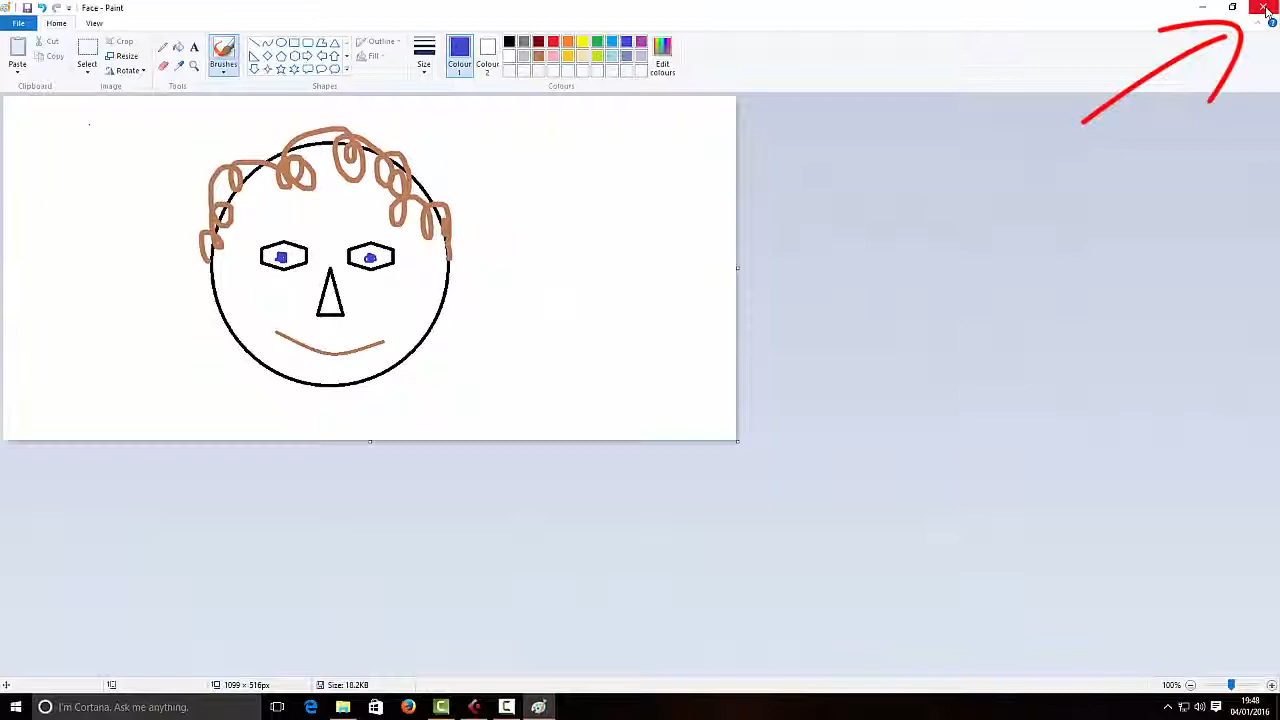 Face - Paint
File Home View
Paste
Cut
Copy
Clipboard
Select
Crop
Resize
Rotate
Image
A
Tools
Brushes
Outline
Fill
Shapes
Size
Colour
1
Colour
2
Edit
colours
Colours
1099 × 516px
Size: 18.2KB
100%
I'm Cortana. Ask me anything.
19:48
04/01/2016